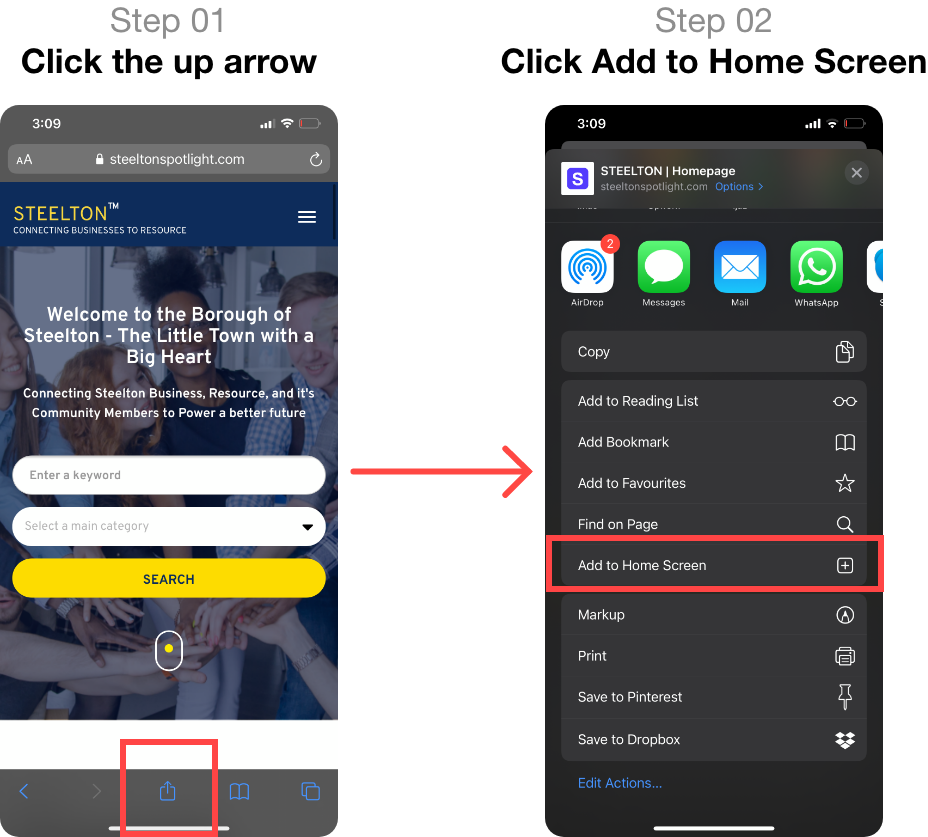 Step 01
Click the up arrow
3:09
AA
steeltonspotlight.com
STEELTON™
CONNECTING BUSINESSES TO RESOURCE
Welcome to the Borough of
Steelton - The Little Town with a
Big Heart
Connecting Steelton Business, Resource, and it's
Community Members to Power a better future
Enter a keyword
Select a main category
SEARCH
Step 02
Click Add to Home Screen
3:09
S
STEELTON | Homepage
steeltonspotlight.com Options >
2
AirDrop
Messages
Mail
WhatsApp
S
Copy
Add to Reading List
Add Bookmark
Add to Favourites
Find on Page
Add to Home Screen
Markup
Print
Save to Pinterest
Save to Dropbox
Edit Actions...